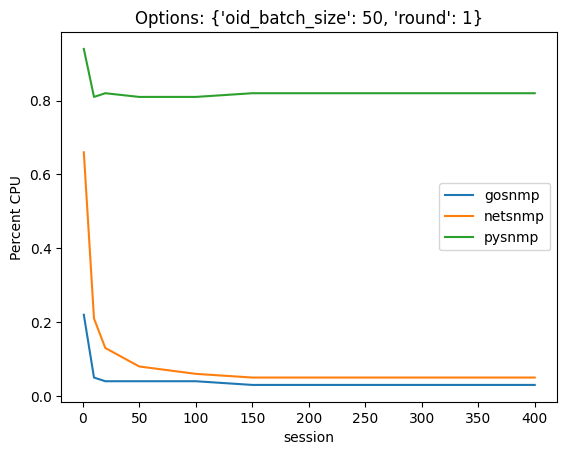 Options: {'oid_batch_size': 50, 'round': 1}
Percent CPU
0.8
0.6
0.4
0.2
0.0
gosnmp
netsnmp
pysnmp
0 50 100 150 200 250 300 350 400
session